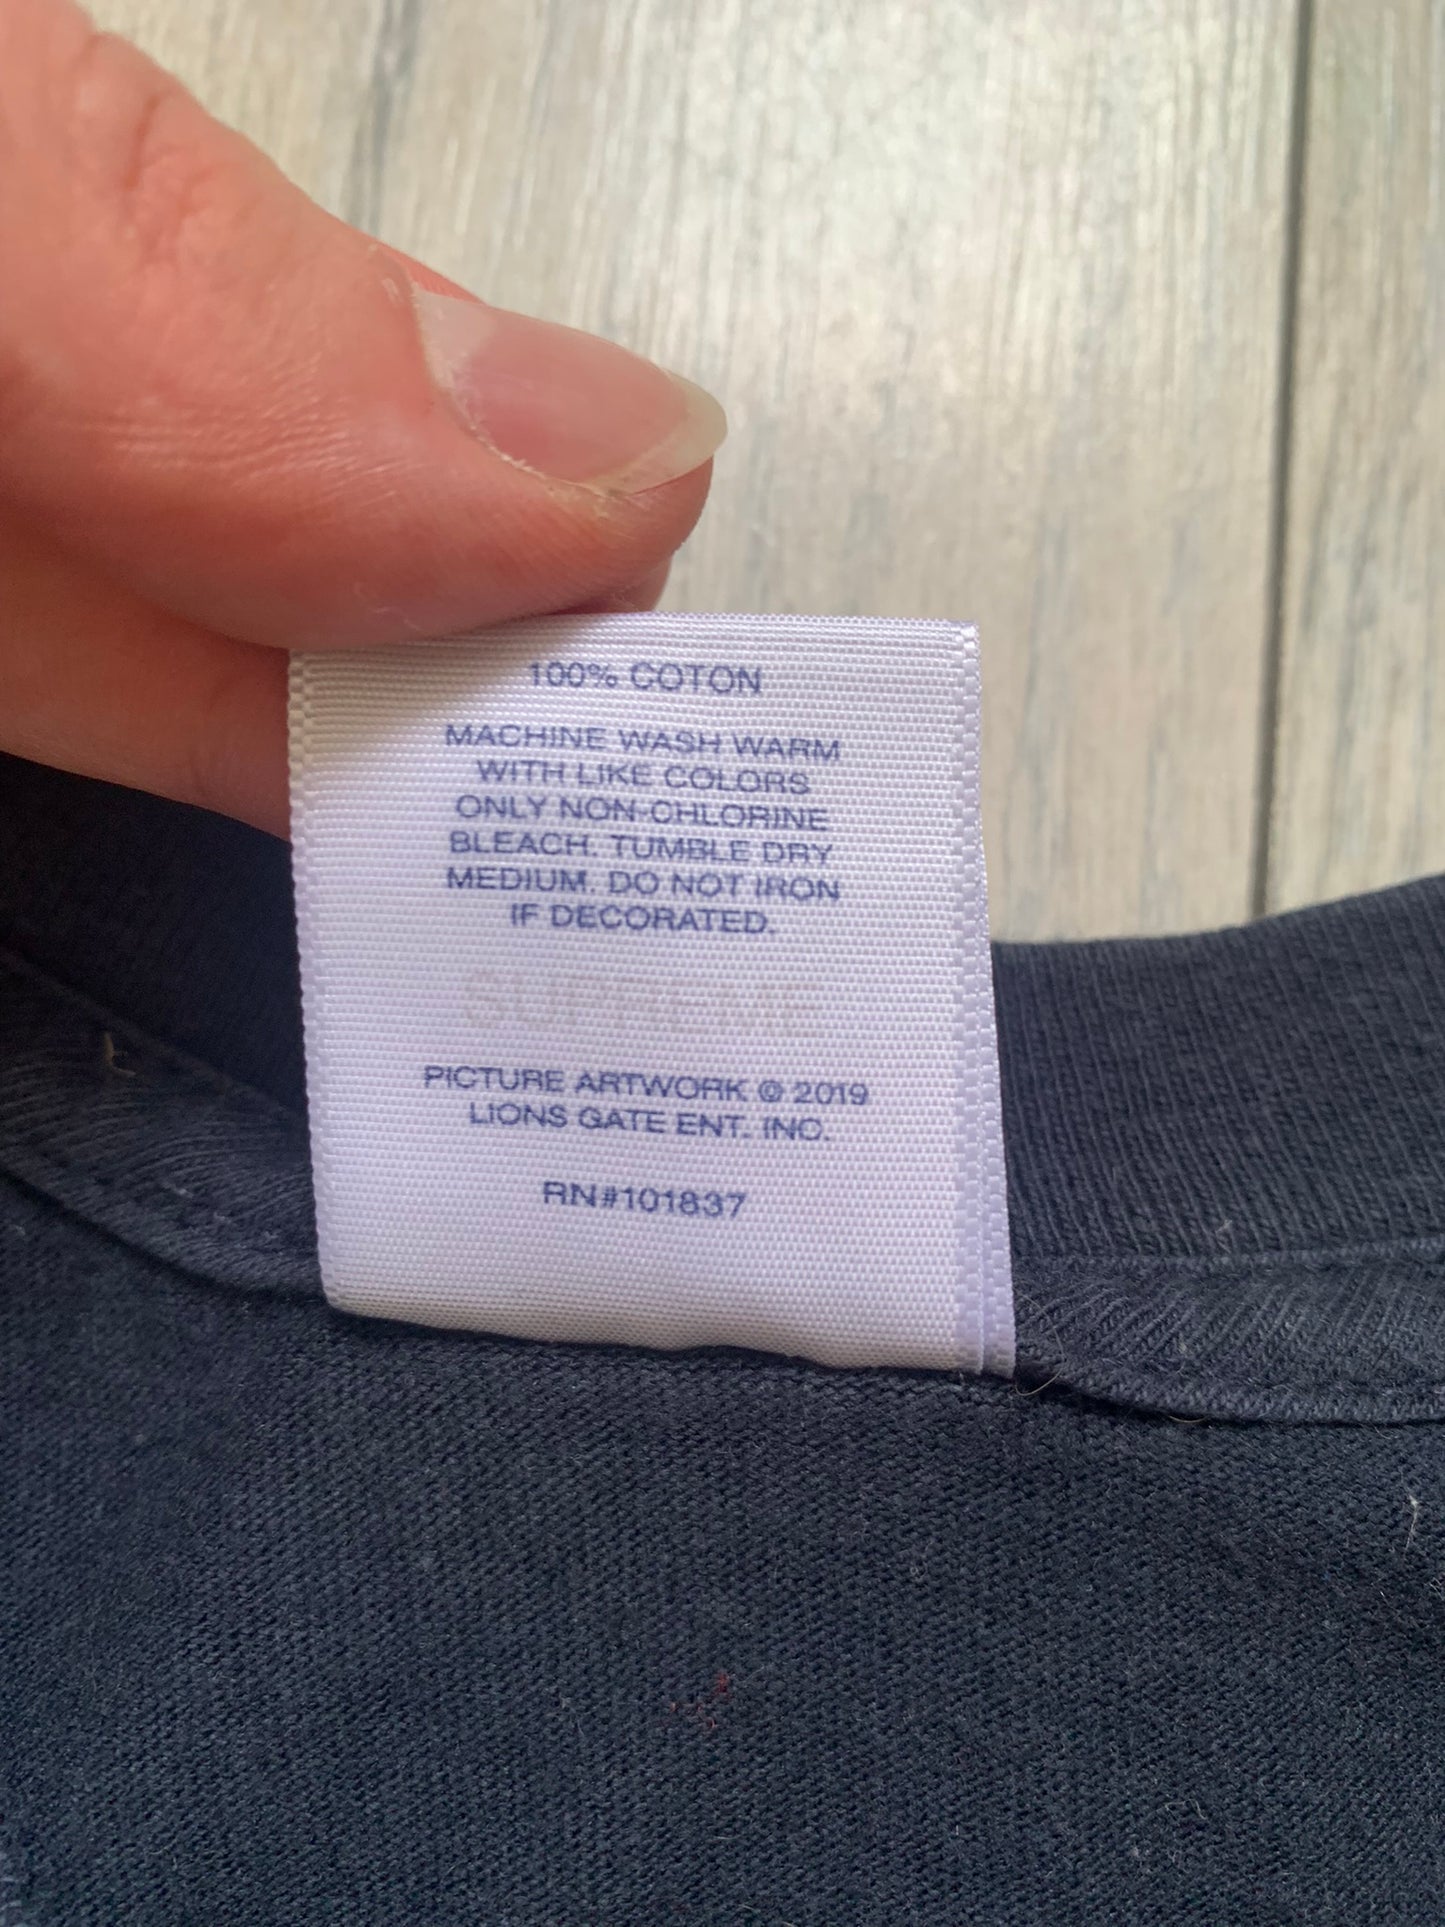 100% COTON
MACHINE WASH WARM
WITH LIKE COLORS
ONLY NON-CHLORINE
BLEACH. TUMBLE DRY
MEDIUM. DO NOT IRON
IF DECORATED.
SUPREME
PICTURE ARTWORK © 2019
LIONS GATE ENT. INC.
RN#101837